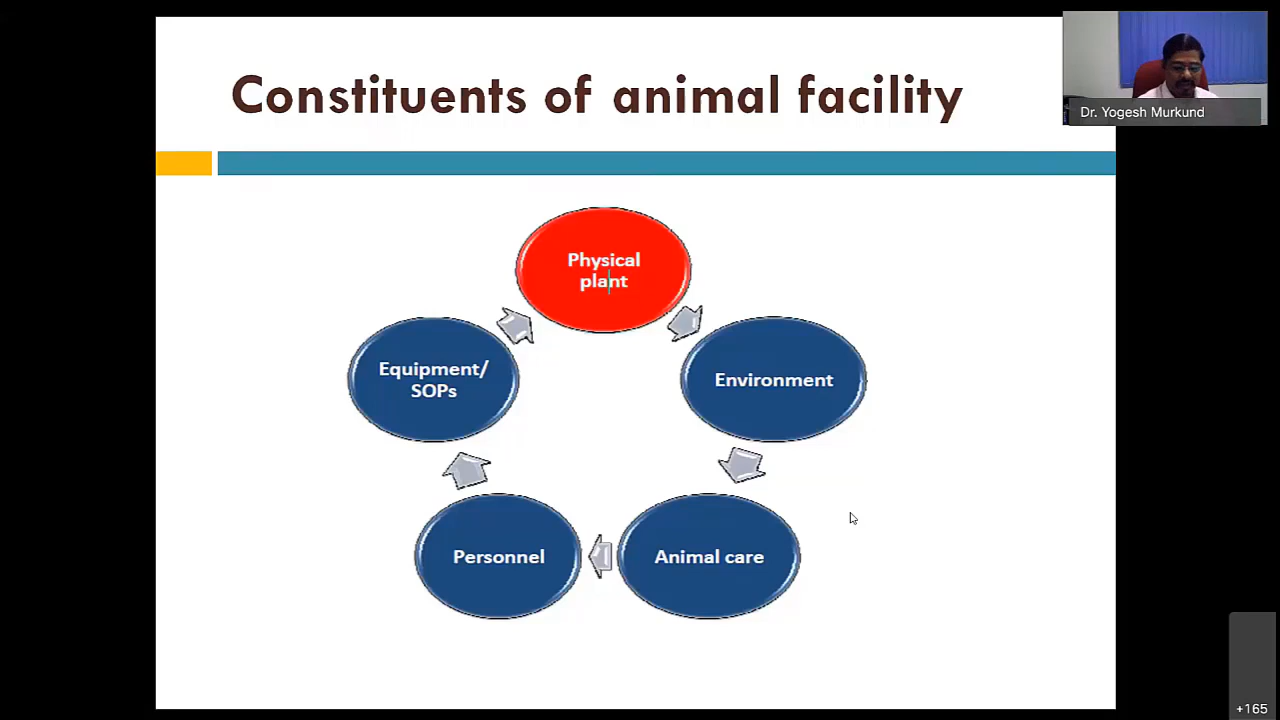 Constituents of animal facility
Dr. Yogesh Murkund
Physical
plant
Equipment/
SOPs
Environment
Personnel
Animal care
+165